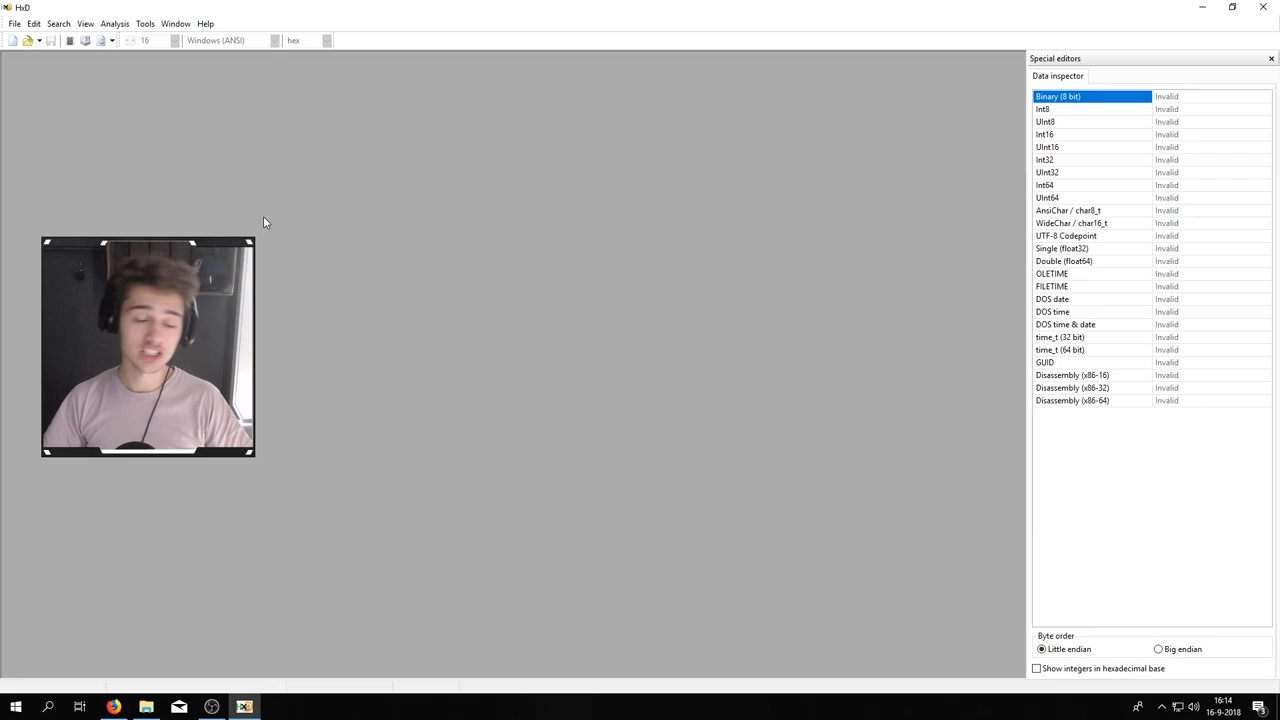 HxD
File Edit Search View Analysis Tools Window Help
16 Windows (ANSI) hex
Special editors
Data inspector
Binary (8 bit) Invalid
Int8 Invalid
UInt8 Invalid
Int16 Invalid
UInt16 Invalid
Int32 Invalid
UInt32 Invalid
Int64 Invalid
UInt64 Invalid
AnsiChar / char8_t Invalid
WideChar / char16_t Invalid
UTF-8 Codepoint Invalid
Single (float32) Invalid
Double (float64) Invalid
OLETIME Invalid
FILETIME Invalid
DOS date Invalid
DOS time Invalid
DOS time & date Invalid
time_t (32 bit) Invalid
time_t (64 bit) Invalid
GUID Invalid
Disassembly (x86-16) Invalid
Disassembly (x86-32) Invalid
Disassembly (x86-64) Invalid
Byte order
Little endian Big endian
Show integers in hexadecimal base
16:14
16-9-2018
3